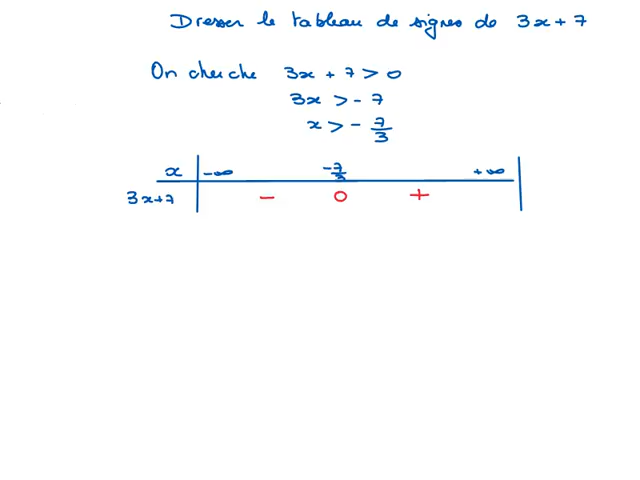 Dresser le tableau de signes de 3x + 7
On cherche 3x + 7 > 0
3x > - 7
x > - 7/3
x -∞ -7/3 +∞
3x+7 - 0 +